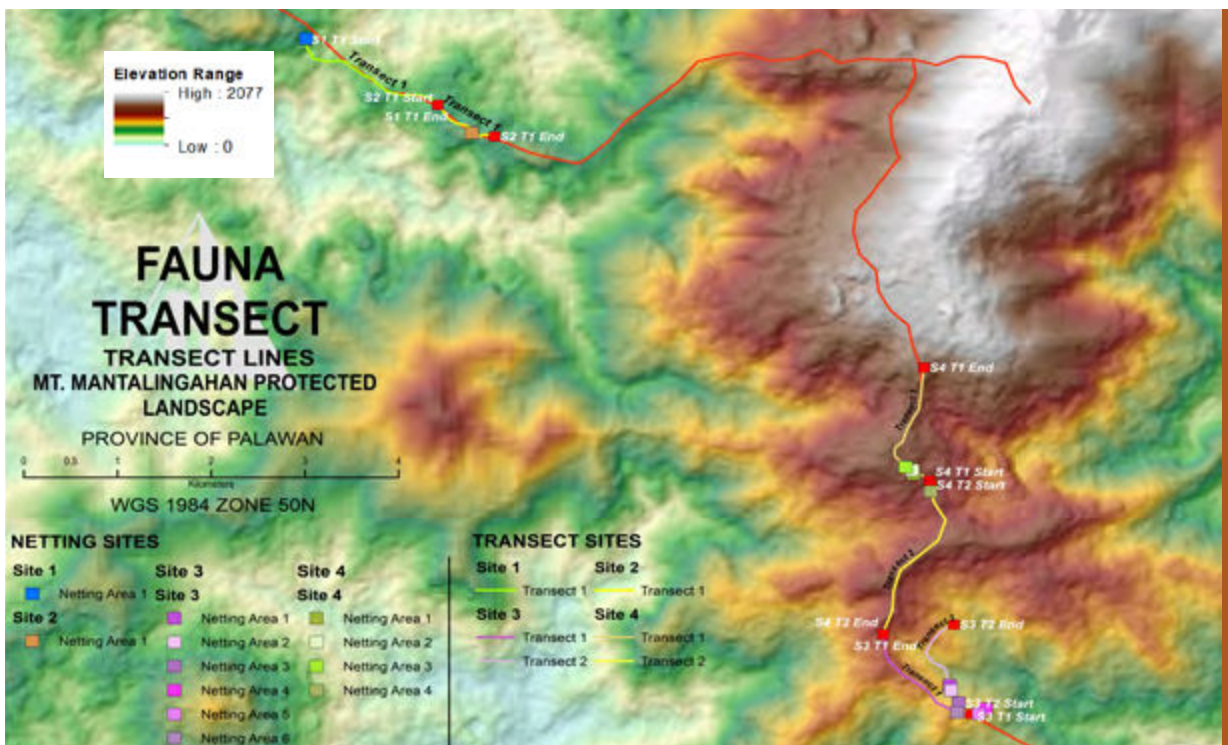 S1 T1 Start
Transect 1
S2 T1 Start
Transect 1
S1 T1 End
S2 T1 End
Elevation Range
High : 2077
Low : 0
FAUNA
TRANSECT
TRANSECT LINES
MT. MANTALINGAHAN PROTECTED
LANDSCAPE
PROVINCE OF PALAWAN
0 0.5 1 2 3 4
Kilometers
WGS 1984 ZONE 50N
S4 T1 End
Transect 1
S4 T1 Start
S4 T2 Start
Transect 2
S4 T2 End
S3 T1 End
S3 T2 End
Transect 2
Transect 1
S3 T2 Start
S3 T1 Start
NETTING SITES
Site 1
Netting Area 1
Site 2
Netting Area 1
Site 3
Site 3
Netting Area 1
Netting Area 2
Netting Area 3
Netting Area 4
Netting Area 5
Netting Area 6
Site 4
Site 4
Netting Area 1
Netting Area 2
Netting Area 3
Netting Area 4
TRANSECT SITES
Site 1
Transect 1
Site 2
Transect 1
Site 3
Transect 1
Transect 2
Site 4
Transect 1
Transect 2